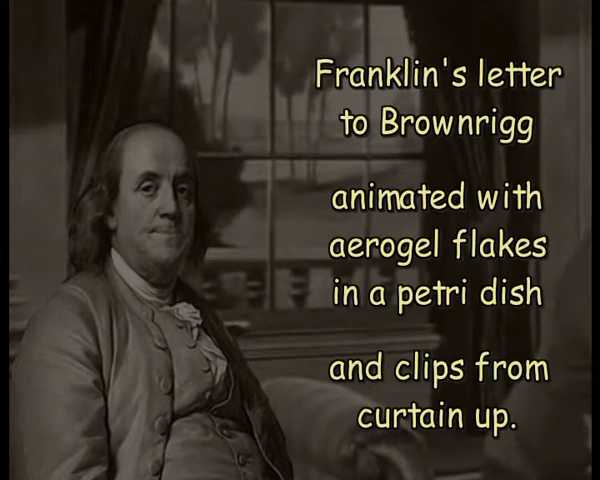 Franklin's letter
to Brownrigg
animated with
aerogel flakes
in a petri dish
and clips from
curtain up.